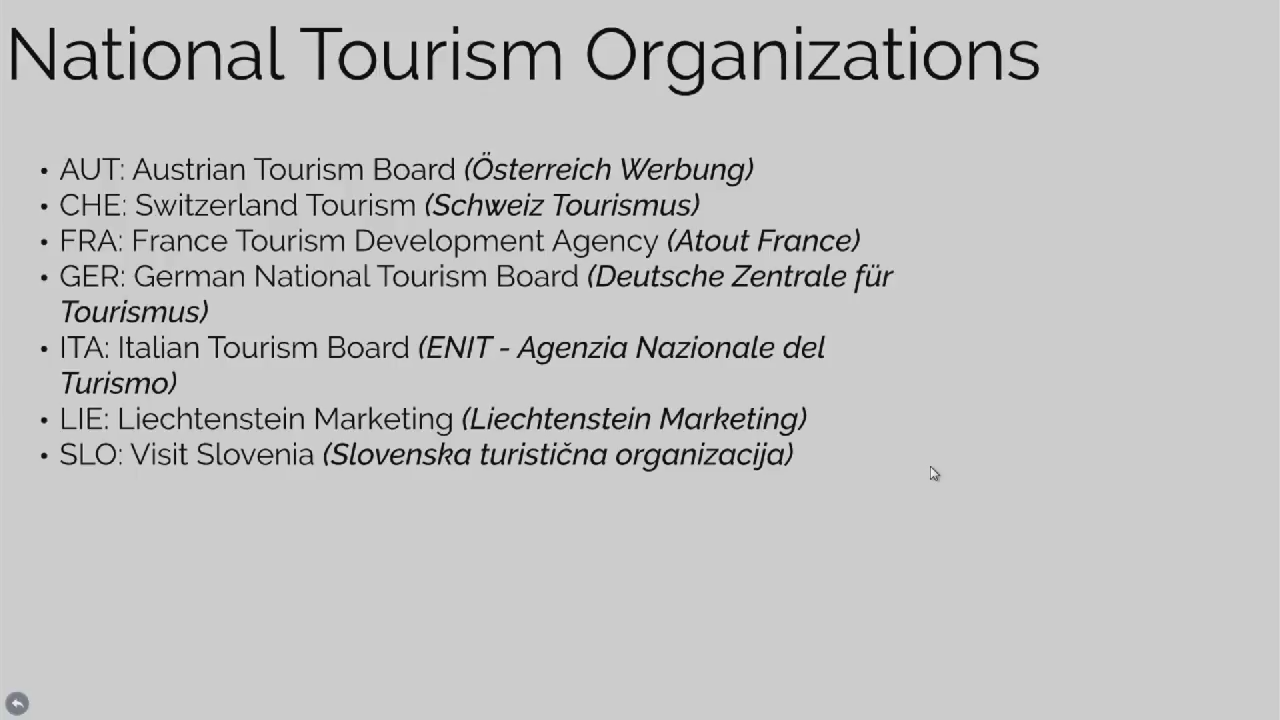 National Tourism Organizations
• AUT: Austrian Tourism Board (Österreich Werbung)
• CHE: Switzerland Tourism (Schweiz Tourismus)
• FRA: France Tourism Development Agency (Atout France)
• GER: German National Tourism Board (Deutsche Zentrale für
Tourismus)
• ITA: Italian Tourism Board (ENIT - Agenzia Nazionale del
Turismo)
• LIE: Liechtenstein Marketing (Liechtenstein Marketing)
• SLO: Visit Slovenia (Slovenska turistična organizacija)